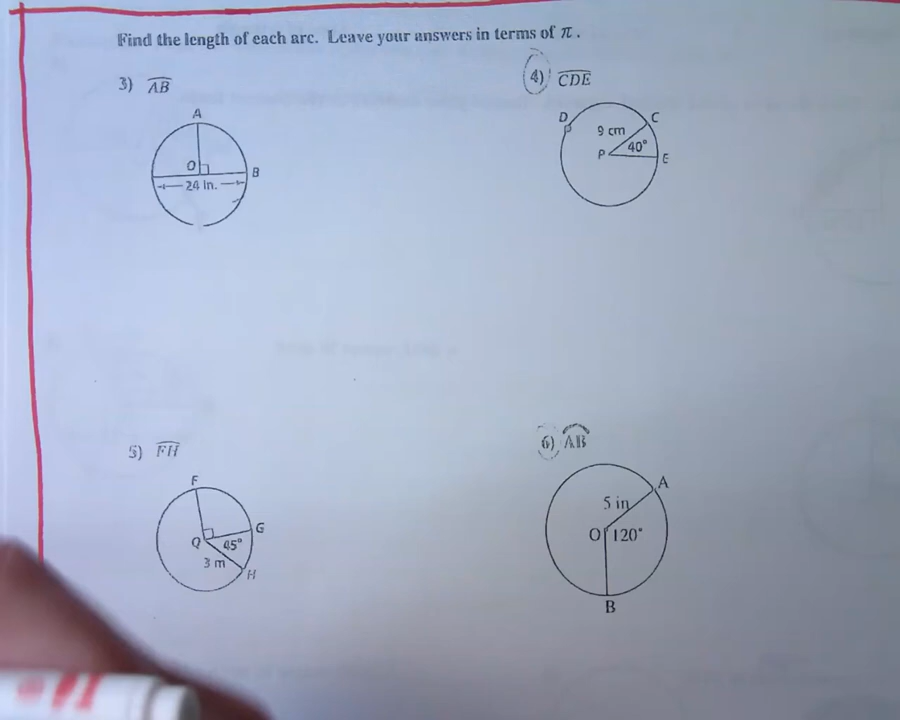 Find the length of each arc. Leave your answers in terms of π.
3) AB
4) CDE
A
O
B
24 in.
D
C
9 cm
P
40°
E
5) FH
6) AB
F
G
Q
45°
3 m
H
A
5 in
O
120°
B